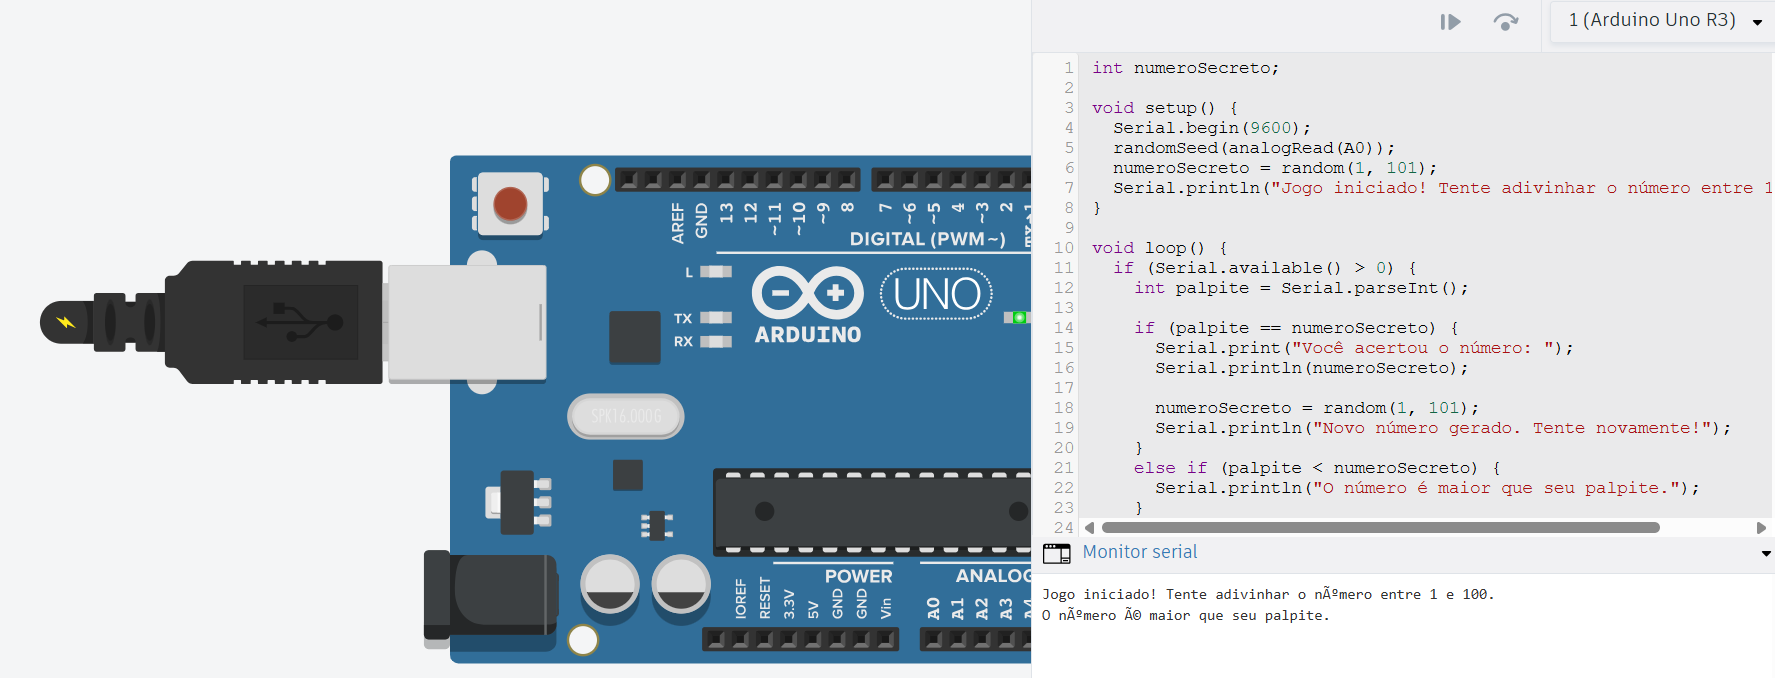 1 (Arduino Uno R3)
1 int numeroSecreto;
2
3 void setup() {
4 Serial.begin(9600);
5 randomSeed(analogRead(A0));
6 numeroSecreto = random(1, 101);
7 Serial.println("Jogo iniciado! Tente adivinhar o número entre 1
8 }
9
10 void loop() {
11 if (Serial.available() > 0) {
12 int palpite = Serial.parseInt();
13
14 if (palpite == numeroSecreto) {
15 Serial.print("Você acertou o número: ");
16 Serial.println(numeroSecreto);
17
18 numeroSecreto = random(1, 101);
19 Serial.println("Novo número gerado. Tente novamente!");
20 }
21 else if (palpite < numeroSecreto) {
22 Serial.println("O número é maior que seu palpite.");
23 }
24
Monitor serial
Jogo iniciado! Tente adivinhar o nÃºmero entre 1 e 100.
O nÃºmero Ã© maior que seu palpite.
AREF GND 13 12 ~11 ~10 ~9 8 7 ~6 ~5 4 ~3 2
DIGITAL (PWM~)
L
TX
RX
ARDUINO
UNO
SPK16.000G
POWER
ANALOG
IOREF RESET 3.3V 5V GND GND Vin A0 A1 A2 A3